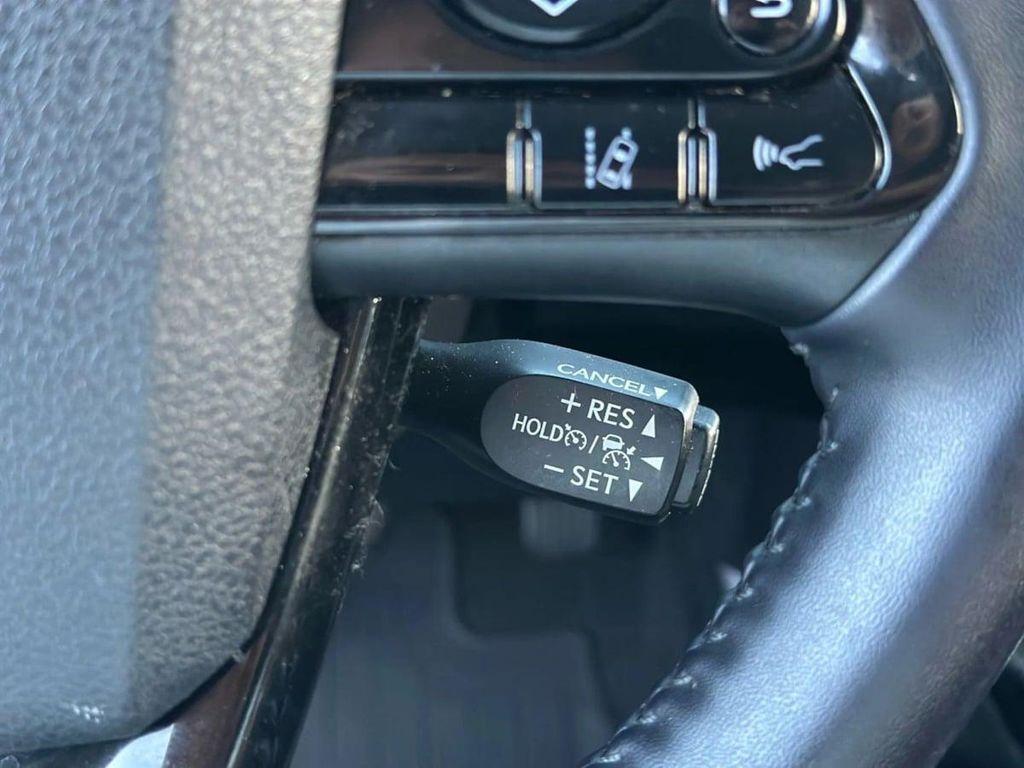 CANCEL▼
+ RES ▲
HOLD / ◀
− SET ▼